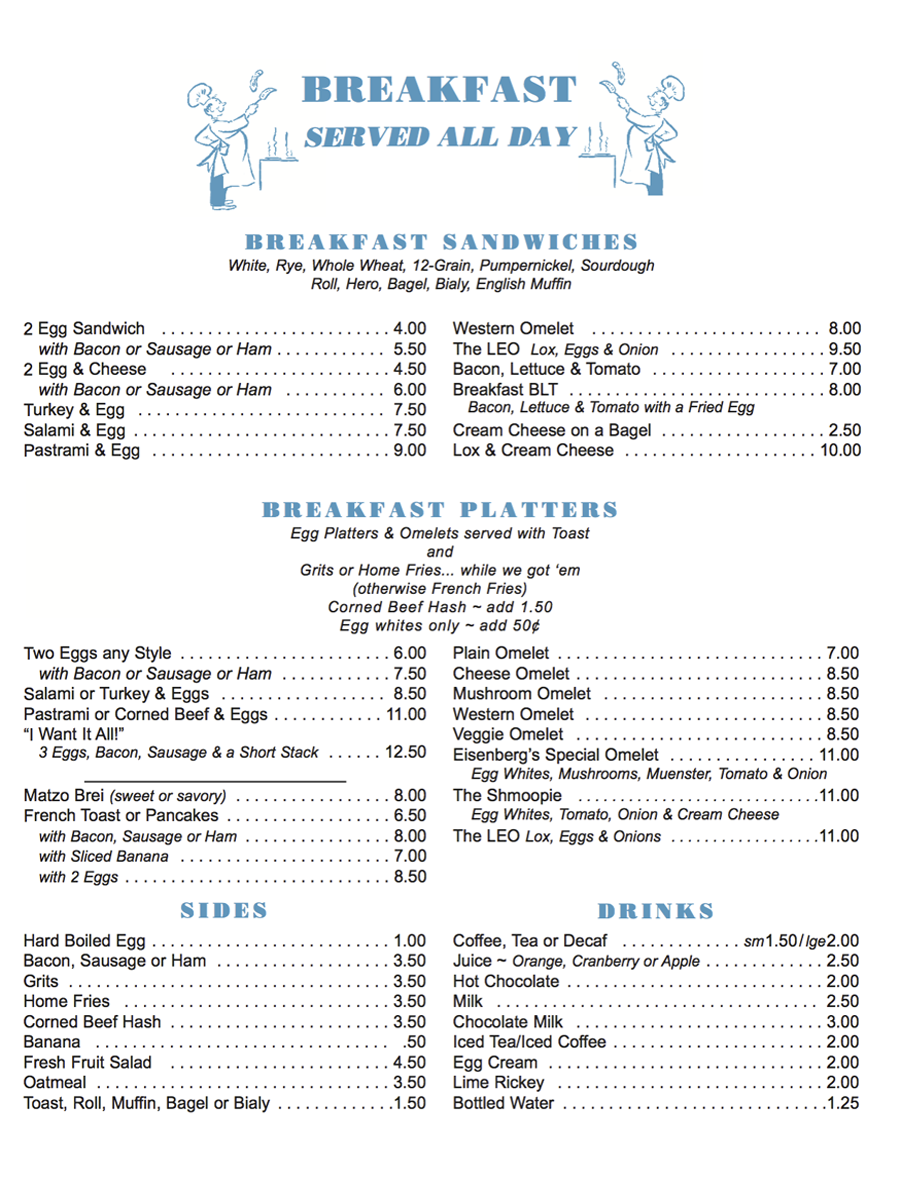 BREAKFAST
SERVED ALL DAY
BREAKFAST SANDWICHES
White, Rye, Whole Wheat, 12-Grain, Pumpernickel, Sourdough
Roll, Hero, Bagel, Bialy, English Muffin
2 Egg Sandwich . . . . . . . . . . . . . . . . . . . . . . . . . 4.00
with Bacon or Sausage or Ham . . . . . . . . . . . . 5.50
2 Egg & Cheese . . . . . . . . . . . . . . . . . . . . . . . . 4.50
with Bacon or Sausage or Ham . . . . . . . . . . . 6.00
Turkey & Egg . . . . . . . . . . . . . . . . . . . . . . . . . . . 7.50
Salami & Egg . . . . . . . . . . . . . . . . . . . . . . . . . . . . 7.50
Pastrami & Egg . . . . . . . . . . . . . . . . . . . . . . . . . . 9.00
Western Omelet . . . . . . . . . . . . . . . . . . . . . . . . . 8.00
The LEO Lox, Eggs & Onion . . . . . . . . . . . . . . . . . 9.50
Bacon, Lettuce & Tomato . . . . . . . . . . . . . . . . . . . 7.00
Breakfast BLT . . . . . . . . . . . . . . . . . . . . . . . . . . . . 8.00
Bacon, Lettuce & Tomato with a Fried Egg
Cream Cheese on a Bagel . . . . . . . . . . . . . . . . . . 2.50
Lox & Cream Cheese . . . . . . . . . . . . . . . . . . . . . 10.00
BREAKFAST PLATTERS
Egg Platters & Omelets served with Toast
and
Grits or Home Fries... while we got ‘em
(otherwise French Fries)
Corned Beef Hash ~ add 1.50
Egg whites only ~ add 50¢
Two Eggs any Style . . . . . . . . . . . . . . . . . . . . . . . 6.00
with Bacon or Sausage or Ham . . . . . . . . . . . . 7.50
Salami or Turkey & Eggs . . . . . . . . . . . . . . . . . . 8.50
Pastrami or Corned Beef & Eggs . . . . . . . . . . . . 11.00
“I Want It All!”
3 Eggs, Bacon, Sausage & a Short Stack . . . . . . 12.50
Matzo Brei (sweet or savory) . . . . . . . . . . . . . . . . . 8.00
French Toast or Pancakes . . . . . . . . . . . . . . . . . . 6.50
with Bacon, Sausage or Ham . . . . . . . . . . . . . . . . 8.00
with Sliced Banana . . . . . . . . . . . . . . . . . . . . . . . 7.00
with 2 Eggs . . . . . . . . . . . . . . . . . . . . . . . . . . . . . 8.50
Plain Omelet . . . . . . . . . . . . . . . . . . . . . . . . . . . . . 7.00
Cheese Omelet . . . . . . . . . . . . . . . . . . . . . . . . . . . 8.50
Mushroom Omelet . . . . . . . . . . . . . . . . . . . . . . . . 8.50
Western Omelet . . . . . . . . . . . . . . . . . . . . . . . . . . 8.50
Veggie Omelet . . . . . . . . . . . . . . . . . . . . . . . . . . . 8.50
Eisenberg’s Special Omelet . . . . . . . . . . . . . . . . 11.00
Egg Whites, Mushrooms, Muenster, Tomato & Onion
The Shmoopie . . . . . . . . . . . . . . . . . . . . . . . . . . .11.00
Egg Whites, Tomato, Onion & Cream Cheese
The LEO Lox, Eggs & Onions . . . . . . . . . . . . . . . . . .11.00
SIDES
Hard Boiled Egg . . . . . . . . . . . . . . . . . . . . . . . . . . 1.00
Bacon, Sausage or Ham . . . . . . . . . . . . . . . . . . . 3.50
Grits . . . . . . . . . . . . . . . . . . . . . . . . . . . . . . . . . . . 3.50
Home Fries . . . . . . . . . . . . . . . . . . . . . . . . . . . . . 3.50
Corned Beef Hash . . . . . . . . . . . . . . . . . . . . . . . . 3.50
Banana . . . . . . . . . . . . . . . . . . . . . . . . . . . . . .50
Fresh Fruit Salad . . . . . . . . . . . . . . . . . . . . . . . . 4.50
Oatmeal . . . . . . . . . . . . . . . . . . . . . . . . . . . . . . . . 3.50
Toast, Roll, Muffin, Bagel or Bialy . . . . . . . . . . . . .1.50
DRINKS
Coffee, Tea or Decaf . . . . . . . . . . . . . sm1.50/lge2.00
Juice ~ Orange, Cranberry or Apple . . . . . . . . . . . . . 2.50
Hot Chocolate . . . . . . . . . . . . . . . . . . . . . . . . . . . . 2.00
Milk . . . . . . . . . . . . . . . . . . . . . . . . . . . . . . . . . . . 2.50
Chocolate Milk . . . . . . . . . . . . . . . . . . . . . . . . . . . 3.00
Iced Tea/Iced Coffee . . . . . . . . . . . . . . . . . . . . . . . 2.00
Egg Cream . . . . . . . . . . . . . . . . . . . . . . . . . . . . . . 2.00
Lime Rickey . . . . . . . . . . . . . . . . . . . . . . . . . . . . . 2.00
Bottled Water . . . . . . . . . . . . . . . . . . . . . . . . . . . . .1.25